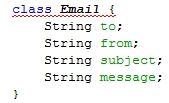 class Email {
    String to;
    String from;
    String subject;
    String message;
}